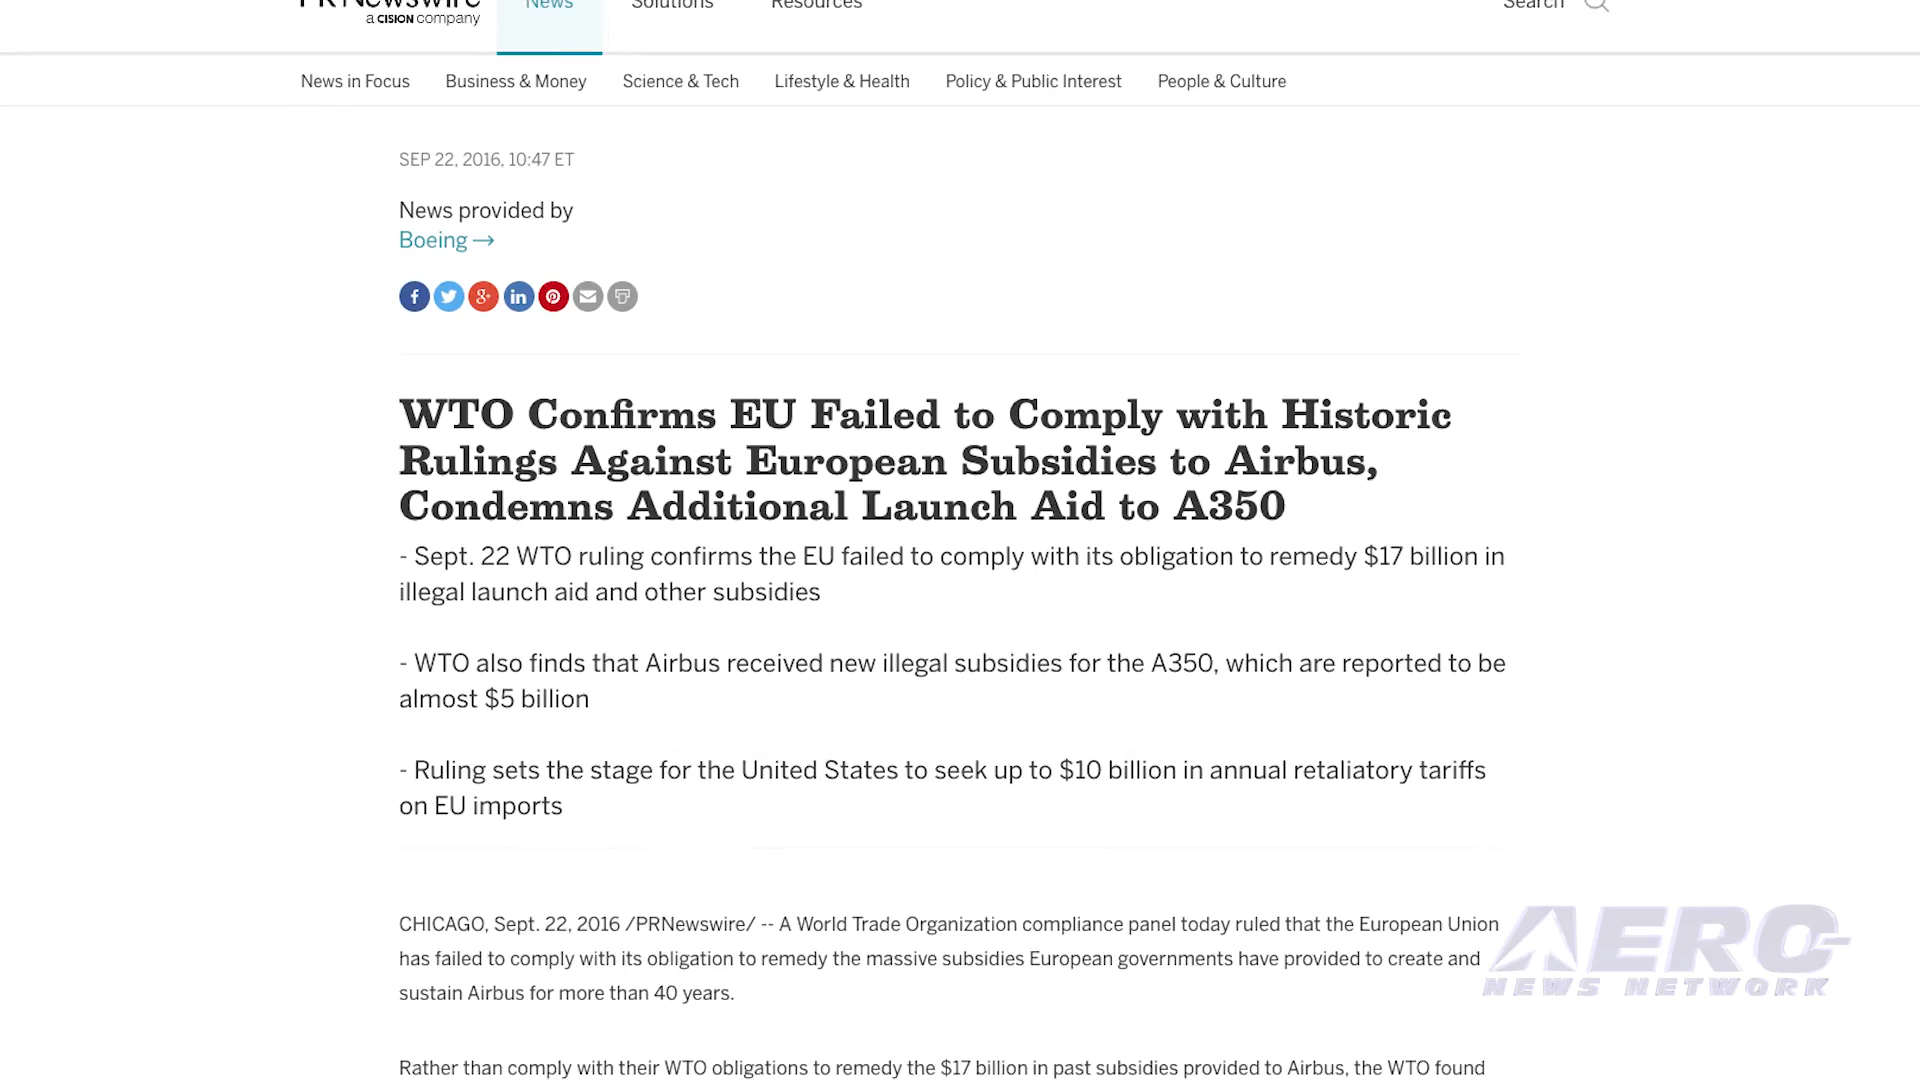 PRNewswire
News
Solutions
Resources
Search
a CISION company
News in Focus
Business & Money
Science & Tech
Lifestyle & Health
Policy & Public Interest
People & Culture
SEP 22, 2016, 10:47 ET
News provided by
Boeing →
WTO Confirms EU Failed to Comply with Historic
Rulings Against European Subsidies to Airbus,
Condemns Additional Launch Aid to A350
- Sept. 22 WTO ruling confirms the EU failed to comply with its obligation to remedy $17 billion in
illegal launch aid and other subsidies
- WTO also finds that Airbus received new illegal subsidies for the A350, which are reported to be
almost $5 billion
- Ruling sets the stage for the United States to seek up to $10 billion in annual retaliatory tariffs
on EU imports
CHICAGO, Sept. 22, 2016 /PRNewswire/ -- A World Trade Organization compliance panel today ruled that the European Union
has failed to comply with its obligation to remedy the massive subsidies European governments have provided to create and
sustain Airbus for more than 40 years.
Rather than comply with their WTO obligations to remedy the $17 billion in past subsidies provided to Airbus, the WTO found
AERO
NEWS NETWORK